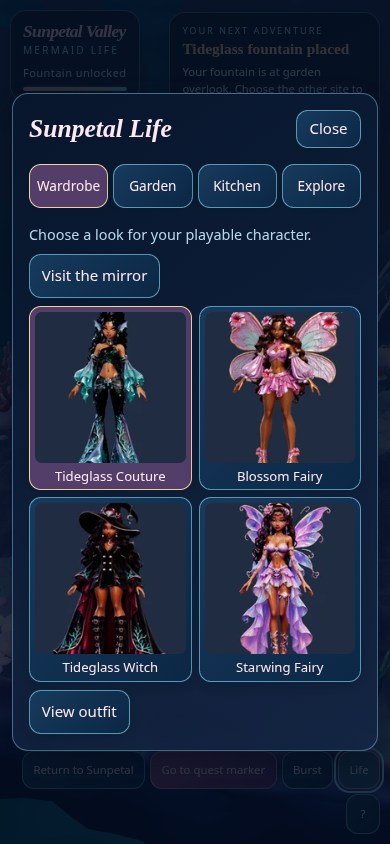 Sunpetal Valley
MERMAID LIFE
Fountain unlocked
YOUR NEXT ADVENTURE
Tideglass fountain placed
Your fountain is at garden
overlook. Choose the other site to
Sunpetal Life
Close
Wardrobe
Garden
Kitchen
Explore
Choose a look for your playable character.
Visit the mirror
Tideglass Couture
Blossom Fairy
Tideglass Witch
Starwing Fairy
View outfit
Return to Sunpetal
Go to quest marker
Burst
Life
?